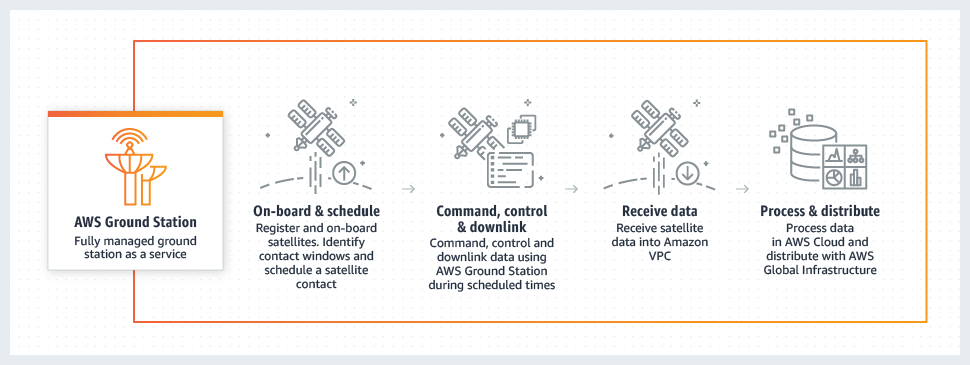 AWS Ground Station
Fully managed ground
station as a service
On-board & schedule
Register and on-board
satellites. Identify
contact windows and
schedule a satellite
contact
Command, control
& downlink
Command, control and
downlink data using
AWS Ground Station
during scheduled times
Receive data
Receive satellite
data into Amazon
VPC
Process & distribute
Process data
in AWS Cloud and
distribute with AWS
Global Infrastructure